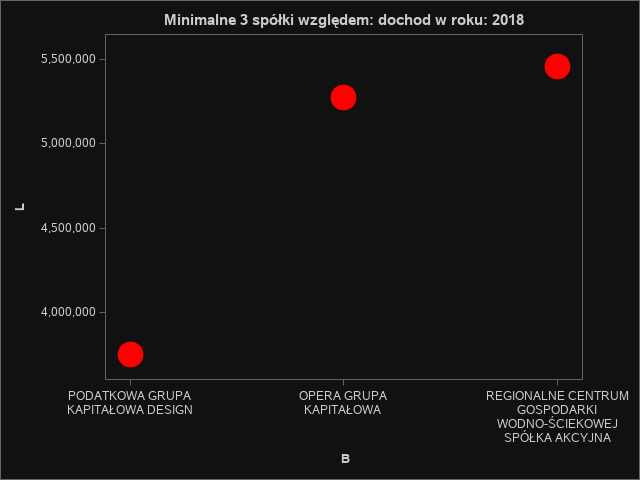 Minimalne 3 spółki względem: dochod w roku: 2018
5,500,000
5,000,000
4,500,000
4,000,000
L
PODATKOWA GRUPA
KAPITAŁOWA DESIGN
OPERA GRUPA
KAPITAŁOWA
REGIONALNE CENTRUM
GOSPODARKI
WODNO-ŚCIEKOWEJ
SPÓŁKA AKCYJNA
B